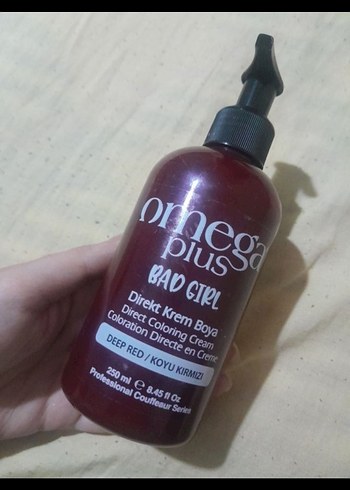 omega
plus
BAD GIRL
Direkt Krem Boya
Direct Coloring Cream
Coloration Directe en Creme
DEEP RED / KOYU KIRMIZI
250 ml ℮ 8.45 fl Oz
Professional Couffeaur Series